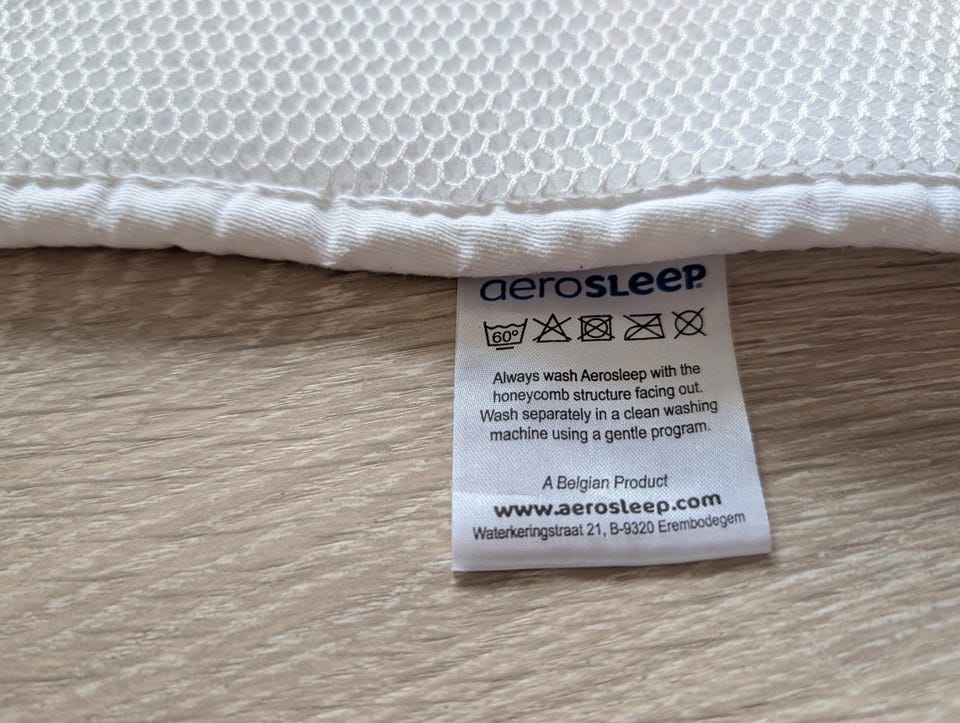 aerosleep
60°
Always wash Aerosleep with the
honeycomb structure facing out.
Wash separately in a clean washing
machine using a gentle program.
A Belgian Product
www.aerosleep.com
Waterkeringstraat 21, B-9320 Erembodegem